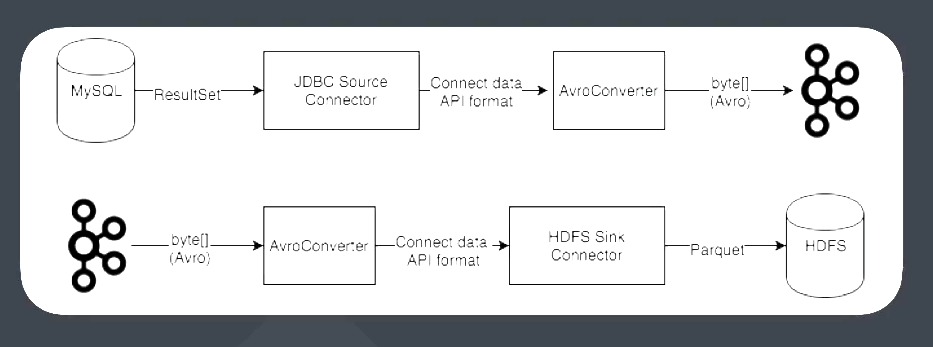 MySQL
ResultSet
JDBC Source
Connector
Connect data
API format
AvroConverter
byte[]
(Avro)
byte[]
(Avro)
AvroConverter
Connect data
API format
HDFS Sink
Connector
Parquet
HDFS